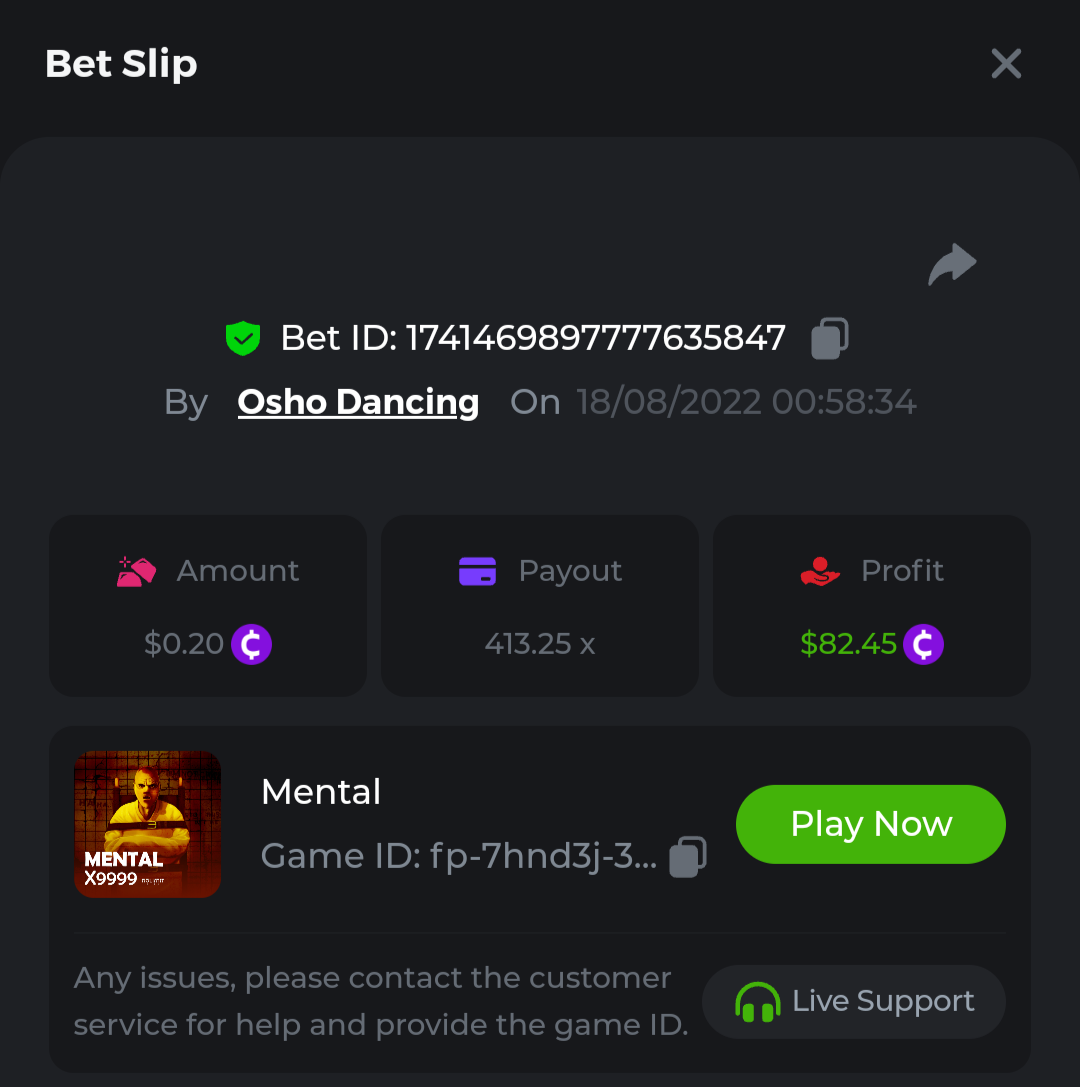 Bet Slip
Bet ID: 1741469897777635847
By Osho Dancing On 18/08/2022 00:58:34
Amount
Payout
Profit
$0.20
413.25 x
$82.45
MENTAL
X9999
Mental
Game ID: fp-7hnd3j-3...
Play Now
Any issues, please contact the customer
service for help and provide the game ID.
Live Support